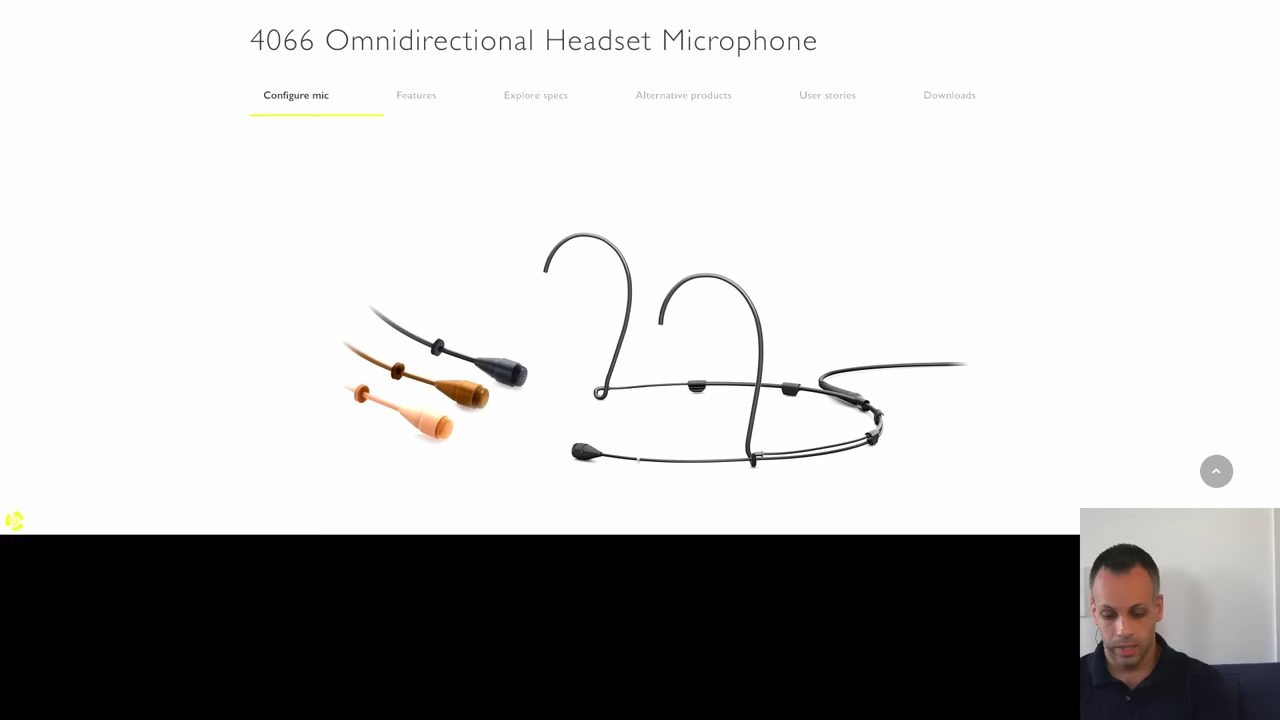 4066 Omnidirectional Headset Microphone
Configure mic Features Explore specs Alternative products User stories Downloads